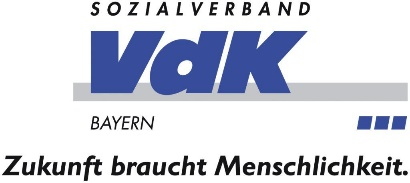 SOZIALVERBAND
VdK
BAYERN
Zukunft braucht Menschlichkeit.